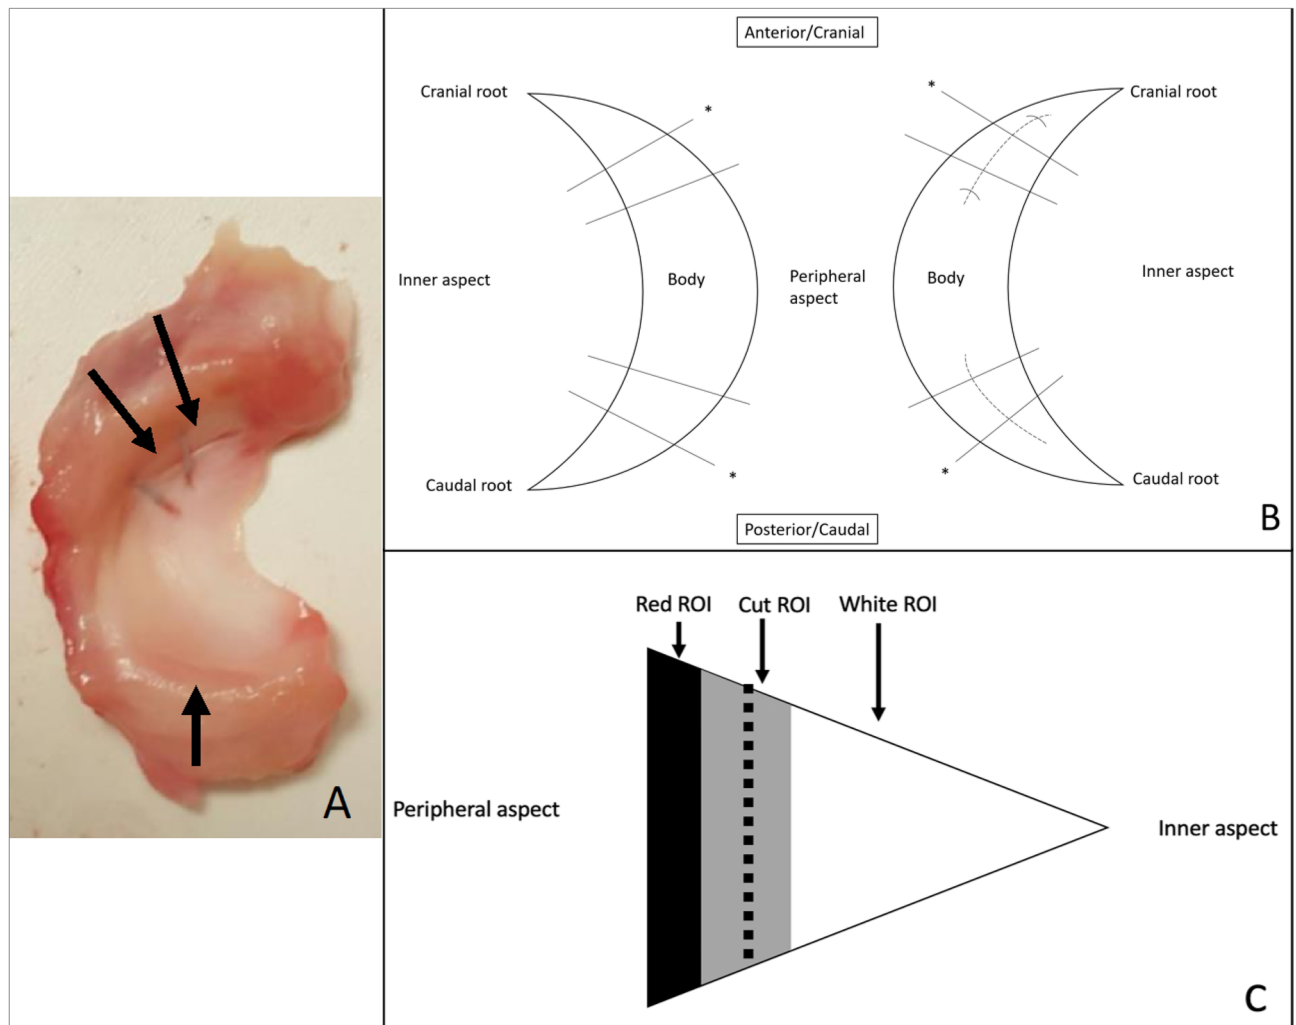 A
Anterior/Cranial
Cranial root
*
*
Cranial root
Inner aspect
Body
Peripheral
aspect
Body
Inner aspect
Caudal root
*
*
Caudal root
Posterior/Caudal
B
Red ROI
Cut ROI
White ROI
Peripheral aspect
Inner aspect
C